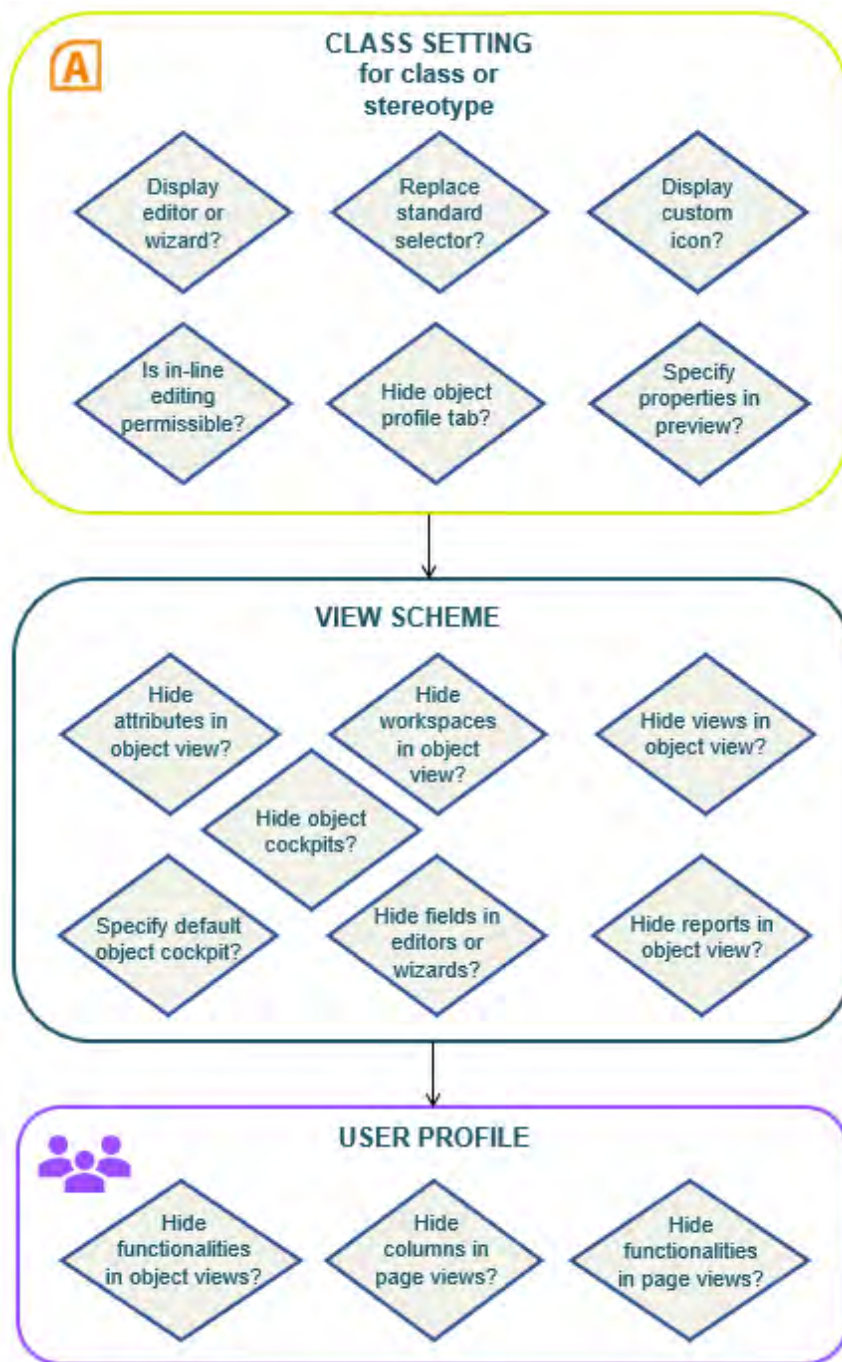 A
CLASS SETTING
for class or
stereotype
Display
editor or
wizard?
Replace
standard
selector?
Display
custom
icon?
Is in-line
editing
permissible?
Hide object
profile tab?
Specify
properties in
preview?
VIEW SCHEME
Hide
attributes in
object view?
Hide
workspaces
in object
view?
Hide views in
object view?
Hide object
cockpits?
Specify default
object cockpit?
Hide fields in
editors or
wizards?
Hide reports in
object view?
USER PROFILE
Hide
functionalities
in object views?
Hide
columns in
page views?
Hide
functionalities
in page views?